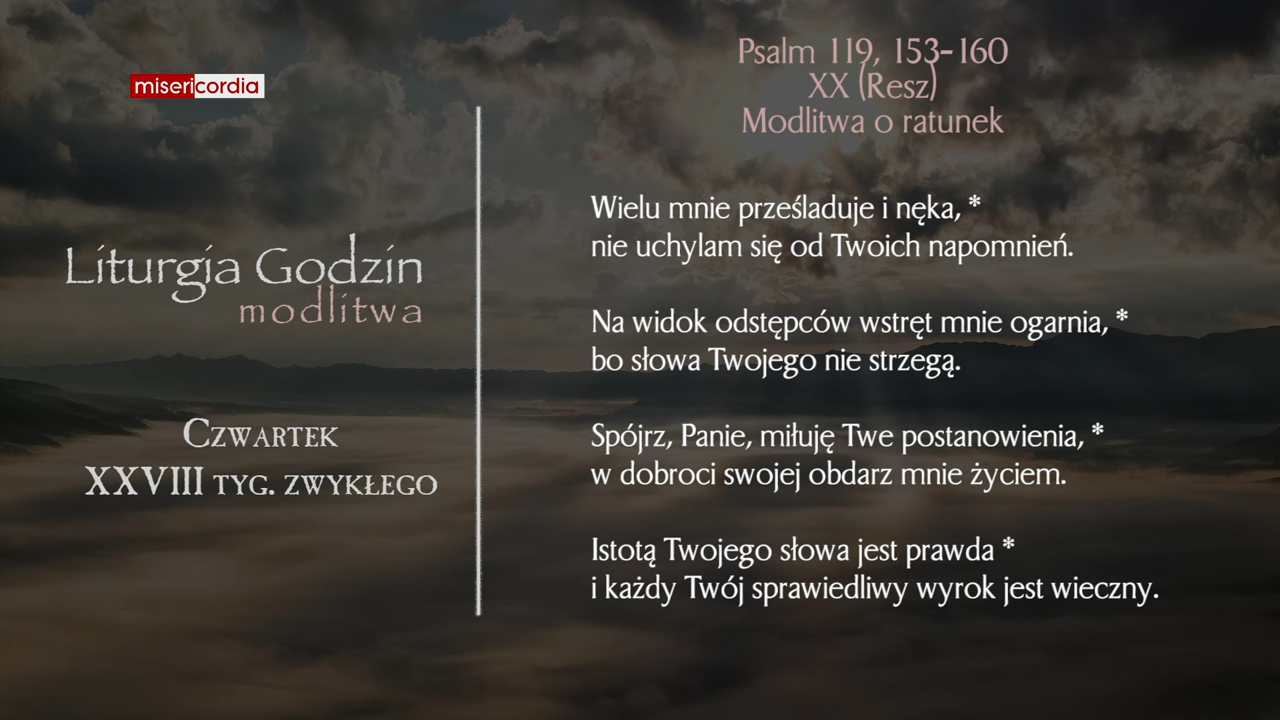 misericordia
Liturgia Godzin
modlitwa
Czwartek
XXVIII tyg. zwykłego
Psalm 119, 153-160
XX (Resz)
Modlitwa o ratunek
Wielu mnie prześladuje i nęka, *
nie uchylam się od Twoich napomnień.
Na widok odstępców wstręt mnie ogarnia, *
bo słowa Twojego nie strzegą.
Spójrz, Panie, miłuję Twe postanowienia, *
w dobroci swojej obdarz mnie życiem.
Istotą Twojego słowa jest prawda *
i każdy Twój sprawiedliwy wyrok jest wieczny.